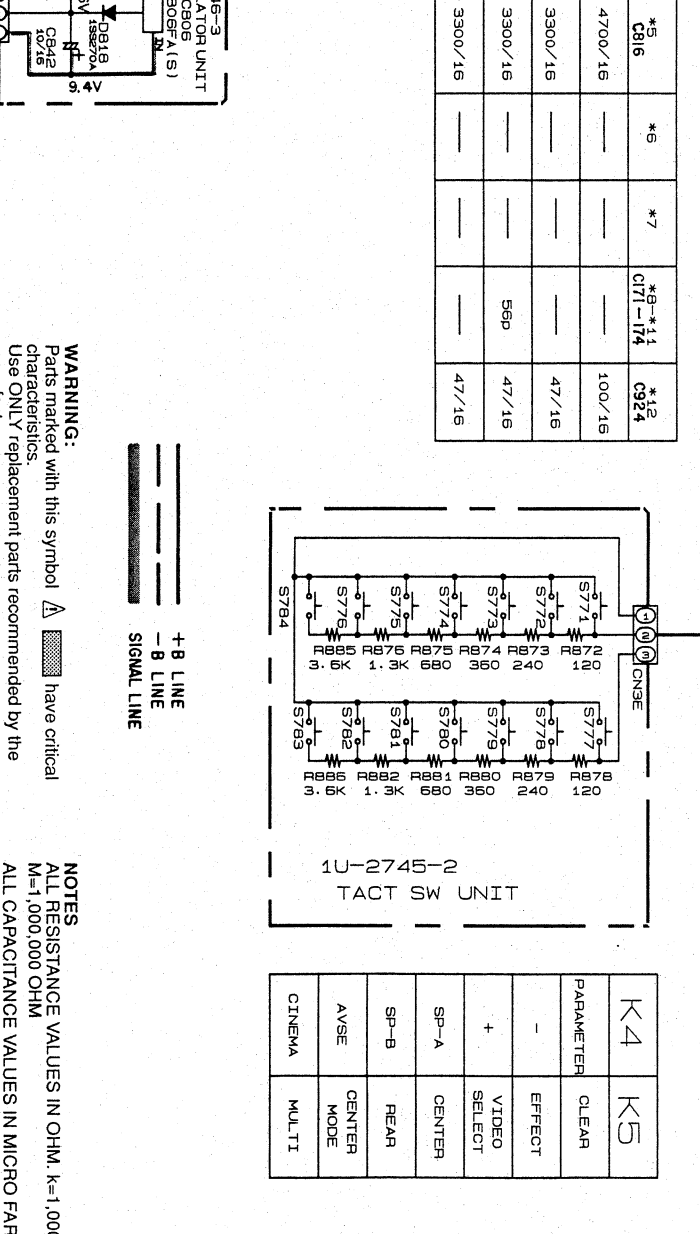 46-3
ATOR UNIT
C806
806FA(S)
IN
D818
1SS270A
C842
10/16
9.4V
*5
C816
*6
*7
*8-*11
C171-174
*12
C924
4700/16
—
—
—
100/16
3300/16
—
—
—
47/16
3300/16
—
—
56p
47/16
3300/16
—
—
—
47/16
+B LINE
-B LINE
SIGNAL LINE
WARNING:
Parts marked with this symbol ⚠ have critical
characteristics.
Use ONLY replacement parts recommended by the
S784 S776 S775 S774 S773 S772 S771
1
2
3
CN3E
R885 R876 R875 R874 R873 R872
3.6K 1.3K 680 360 240 120
S783 S782 S781 S780 S779 S778 S777
R886 R882 R881 R880 R879 R878
3.6K 1.3K 680 360 240 120
1U-2745-2
TACT SW UNIT
NOTES
ALL RESISTANCE VALUES IN OHM. k=1,000
M=1,000,000 OHM
ALL CAPACITANCE VALUES IN MICRO FAR
K4 K5
PARAMETER CLEAR
- EFFECT
+ VIDEO SELECT
SP-A CENTER
SP-B REAR
AVSE CENTER MODE
CINEMA MULTI